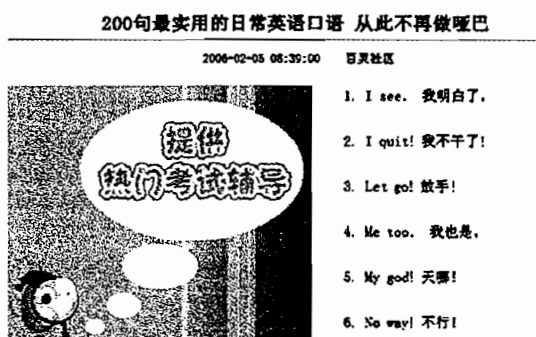 200句最实用的日常英语口语 从此不再做哑巴
2006-02-05 08:39:00 百灵社区
提供
热门考试辅导
1. I see. 我明白了.
2. I quit! 我不干了!
3. Let go! 放手!
4. Me too. 我也是.
5. My god! 天哪!
6. No way! 不行!